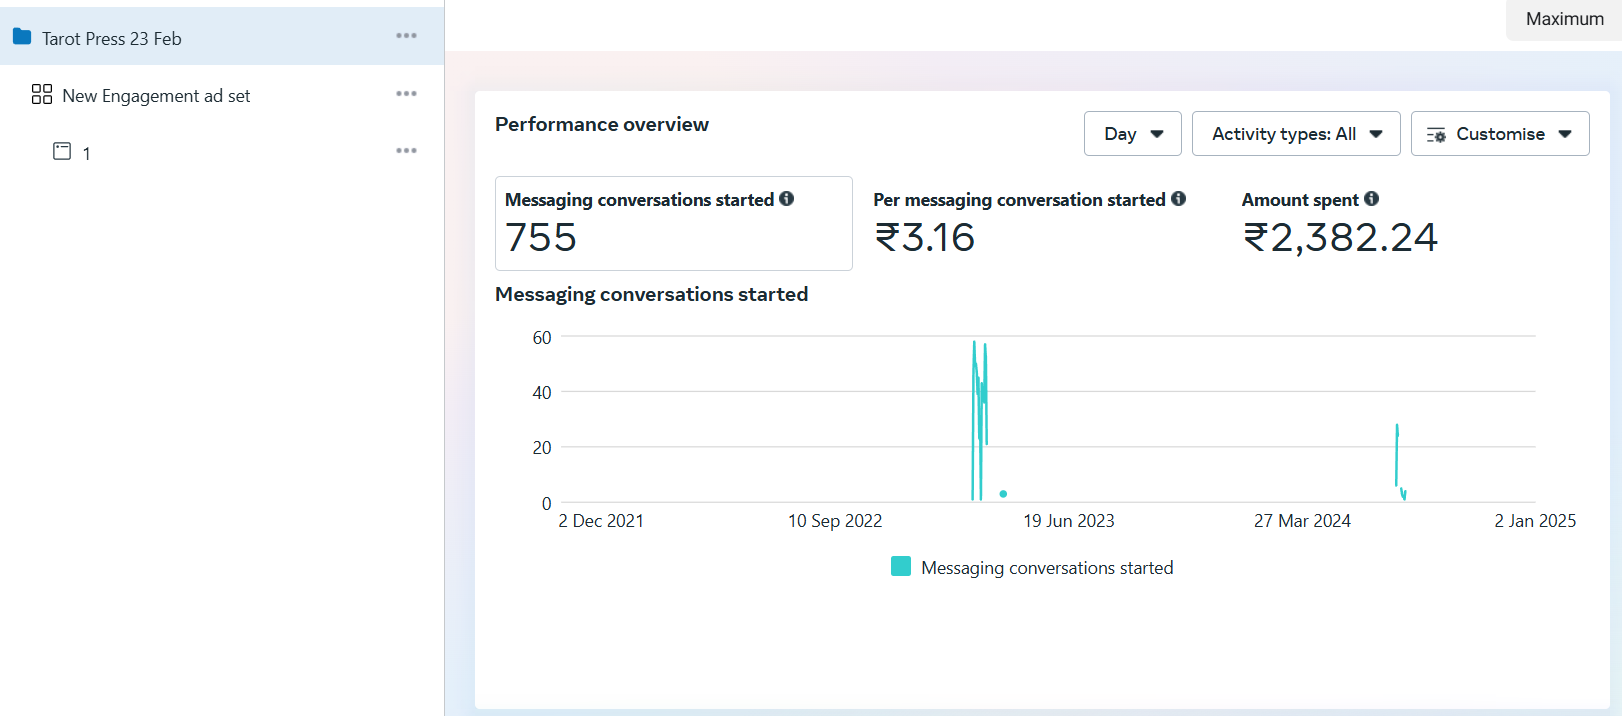 Maximum
Tarot Press 23 Feb
New Engagement ad set
1
Performance overview
Day
Activity types: All
Customise
Messaging conversations started
755
Per messaging conversation started
₹3.16
Amount spent
₹2,382.24
Messaging conversations started
60
40
20
0
2 Dec 2021
10 Sep 2022
19 Jun 2023
27 Mar 2024
2 Jan 2025
Messaging conversations started